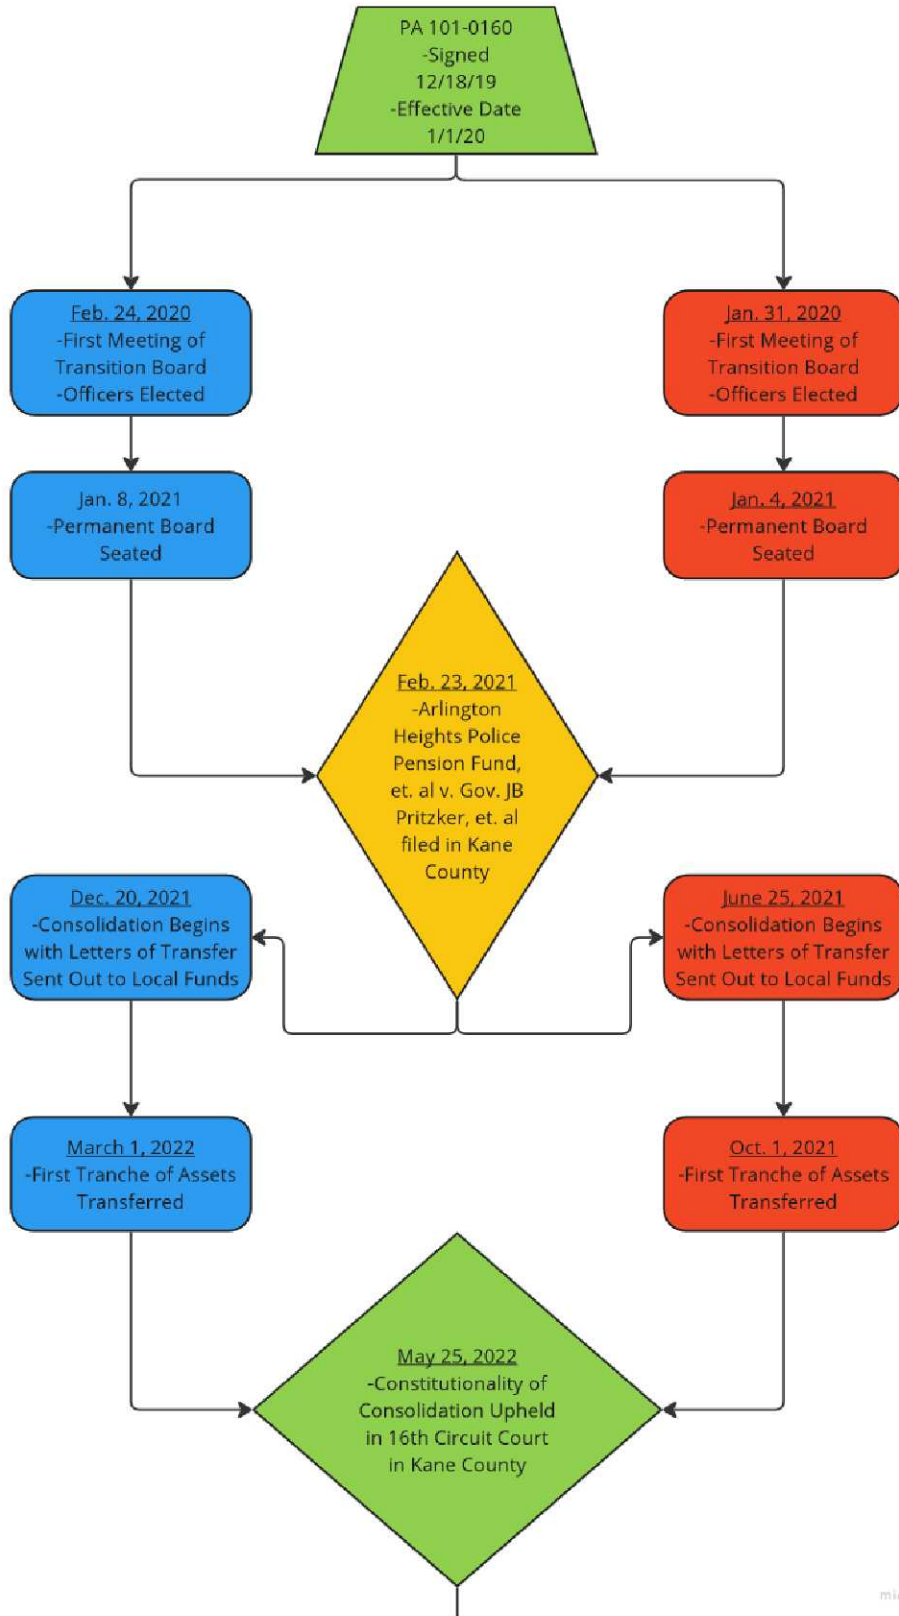 PA 101-0160
-Signed
12/18/19
-Effective Date
1/1/20
Feb. 24, 2020
-First Meeting of
Transition Board
-Officers Elected
Jan. 31, 2020
-First Meeting of
Transition Board
-Officers Elected
Jan. 8, 2021
-Permanent Board
Seated
Jan. 4, 2021
-Permanent Board
Seated
Feb. 23, 2021
-Arlington
Heights Police
Pension Fund,
et. al v. Gov. JB
Pritzker, et. al
filed in Kane
County
Dec. 20, 2021
-Consolidation Begins
with Letters of Transfer
Sent Out to Local Funds
June 25, 2021
-Consolidation Begins
with Letters of Transfer
Sent Out to Local Funds
March 1, 2022
-First Tranche of Assets
Transferred
Oct. 1, 2021
-First Tranche of Assets
Transferred
May 25, 2022
-Constitutionality of
Consolidation Upheld
in 16th Circuit Court
in Kane County